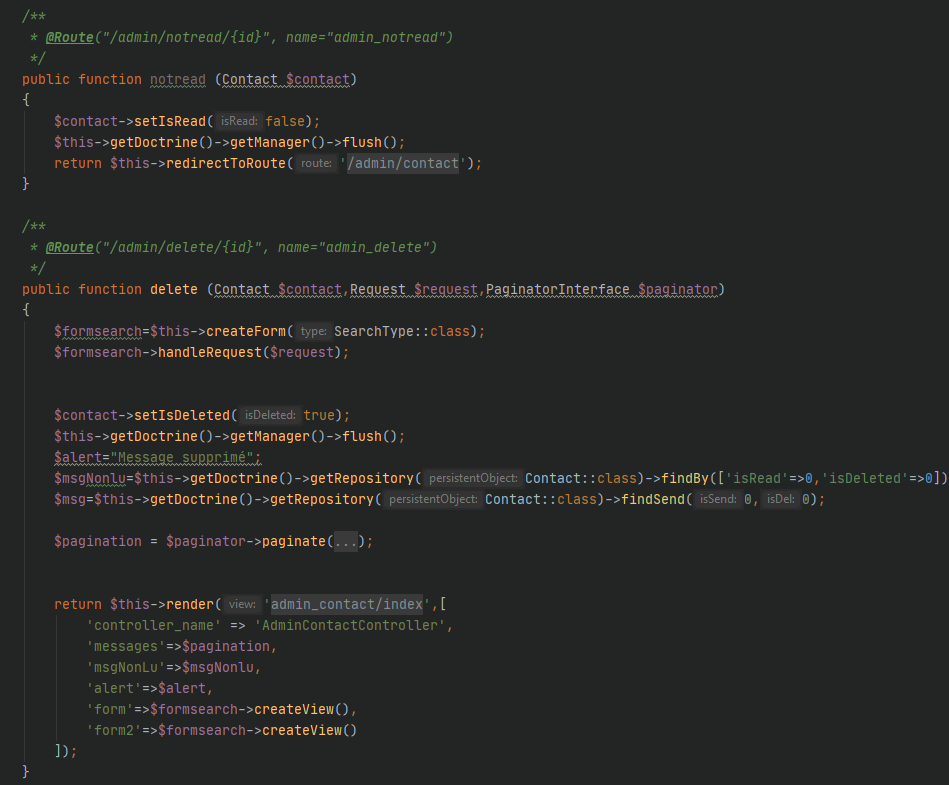 /**
 * @Route("/admin/notread/{id}", name="admin_notread")
 */
public function notread (Contact $contact)
{
    $contact->setIsRead( isRead: false);
    $this->getDoctrine()->getManager()->flush();
    return $this->redirectToRoute( route: '/admin/contact');
}
/**
 * @Route("/admin/delete/{id}", name="admin_delete")
 */
public function delete (Contact $contact,Request $request,PaginatorInterface $paginator)
{
    $formsearch=$this->createForm( type: SearchType::class);
    $formsearch->handleRequest($request);
    $contact->setIsDeleted( isDeleted: true);
    $this->getDoctrine()->getManager()->flush();
    $alert="Message supprimé";
    $msgNonlu=$this->getDoctrine()->getRepository( persistentObject: Contact::class)->findBy(['isRead'=>0,'isDeleted'=>0])
    $msg=$this->getDoctrine()->getRepository( persistentObject: Contact::class)->findSend( isSend: 0, isDel: 0);
    $pagination = $paginator->paginate(...);
    return $this->render( view: 'admin_contact/index',[
        'controller_name' => 'AdminContactController',
        'messages'=>$pagination,
        'msgNonLu'=>$msgNonlu,
        'alert'=>$alert,
        'form'=>$formsearch->createView(),
        'form2'=>$formsearch->createView()
    ]);
}